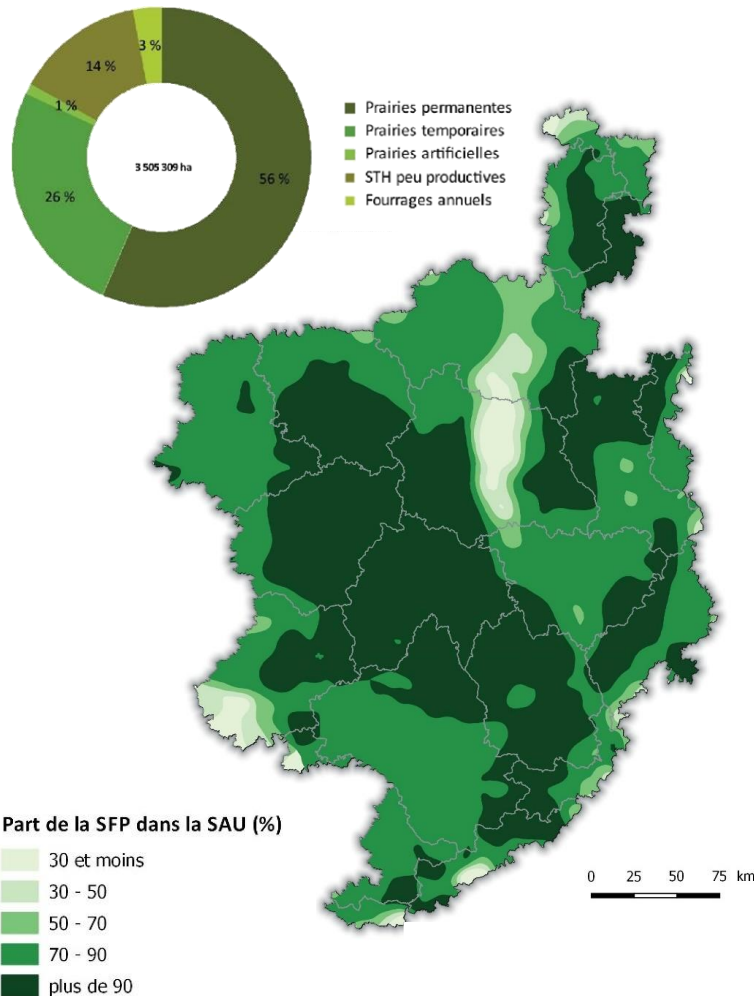 3 %
14 %
1 %
3 505 309 ha
56 %
26 %
Prairies permanentes
Prairies temporaires
Prairies artificielles
STH peu productives
Fourrages annuels
Part de la SFP dans la SAU (%)
30 et moins
30 - 50
50 - 70
70 - 90
plus de 90
0 25 50 75 km